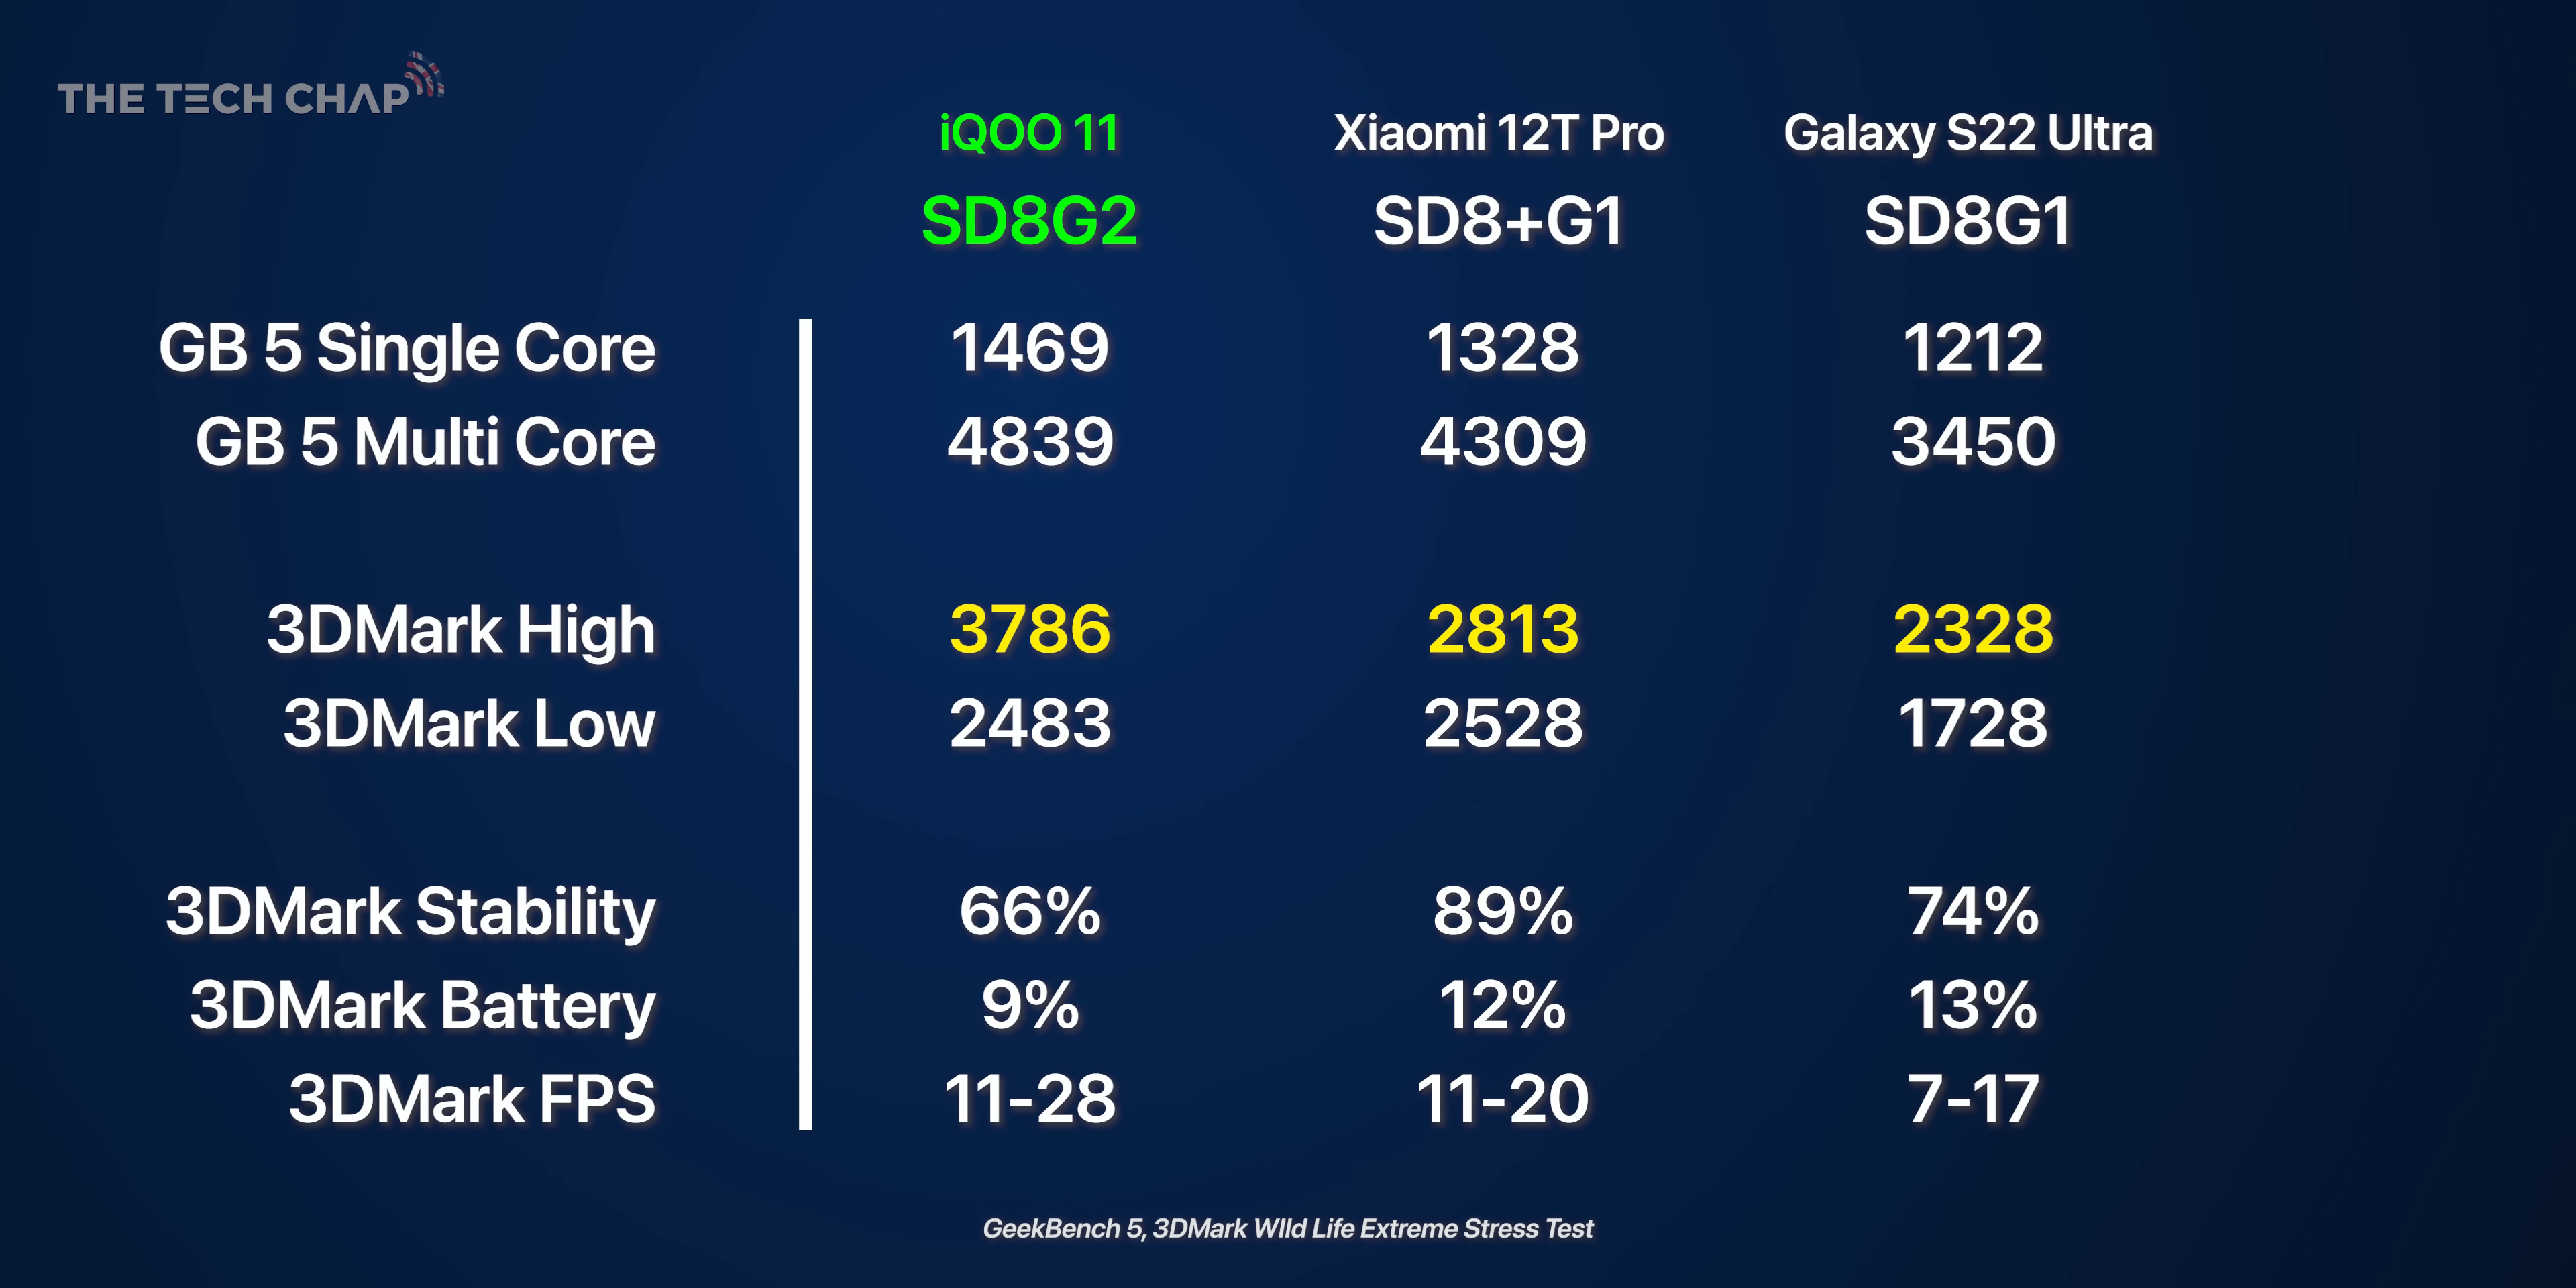 THE TECH CHAP
iQOO 11 Xiaomi 12T Pro Galaxy S22 Ultra
SD8G2 SD8+G1 SD8G1
GB 5 Single Core 1469 1328 1212
GB 5 Multi Core 4839 4309 3450
3DMark High 3786 2813 2328
3DMark Low 2483 2528 1728
3DMark Stability 66% 89% 74%
3DMark Battery 9% 12% 13%
3DMark FPS 11-28 11-20 7-17
GeekBench 5, 3DMark WIld Life Extreme Stress Test